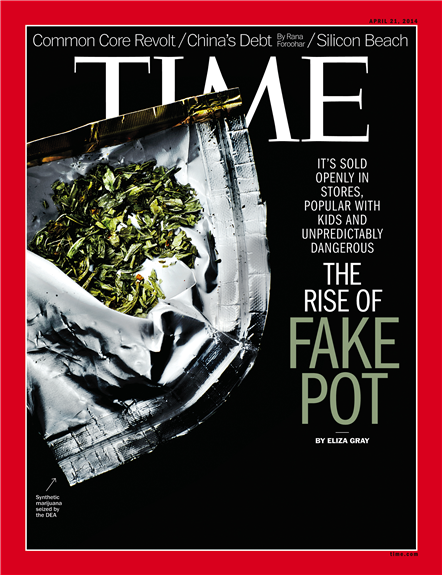 APRIL 21, 2014
Common Core Revolt / China's Debt By Rana Foroohar / Silicon Beach
TIME
IT'S SOLD
OPENLY IN
STORES,
POPULAR WITH
KIDS AND
UNPREDICTABLY
DANGEROUS
THE
RISE OF
FAKE
POT
BY ELIZA GRAY
Synthetic
marijuana
seized by
the DEA
TIME.COM